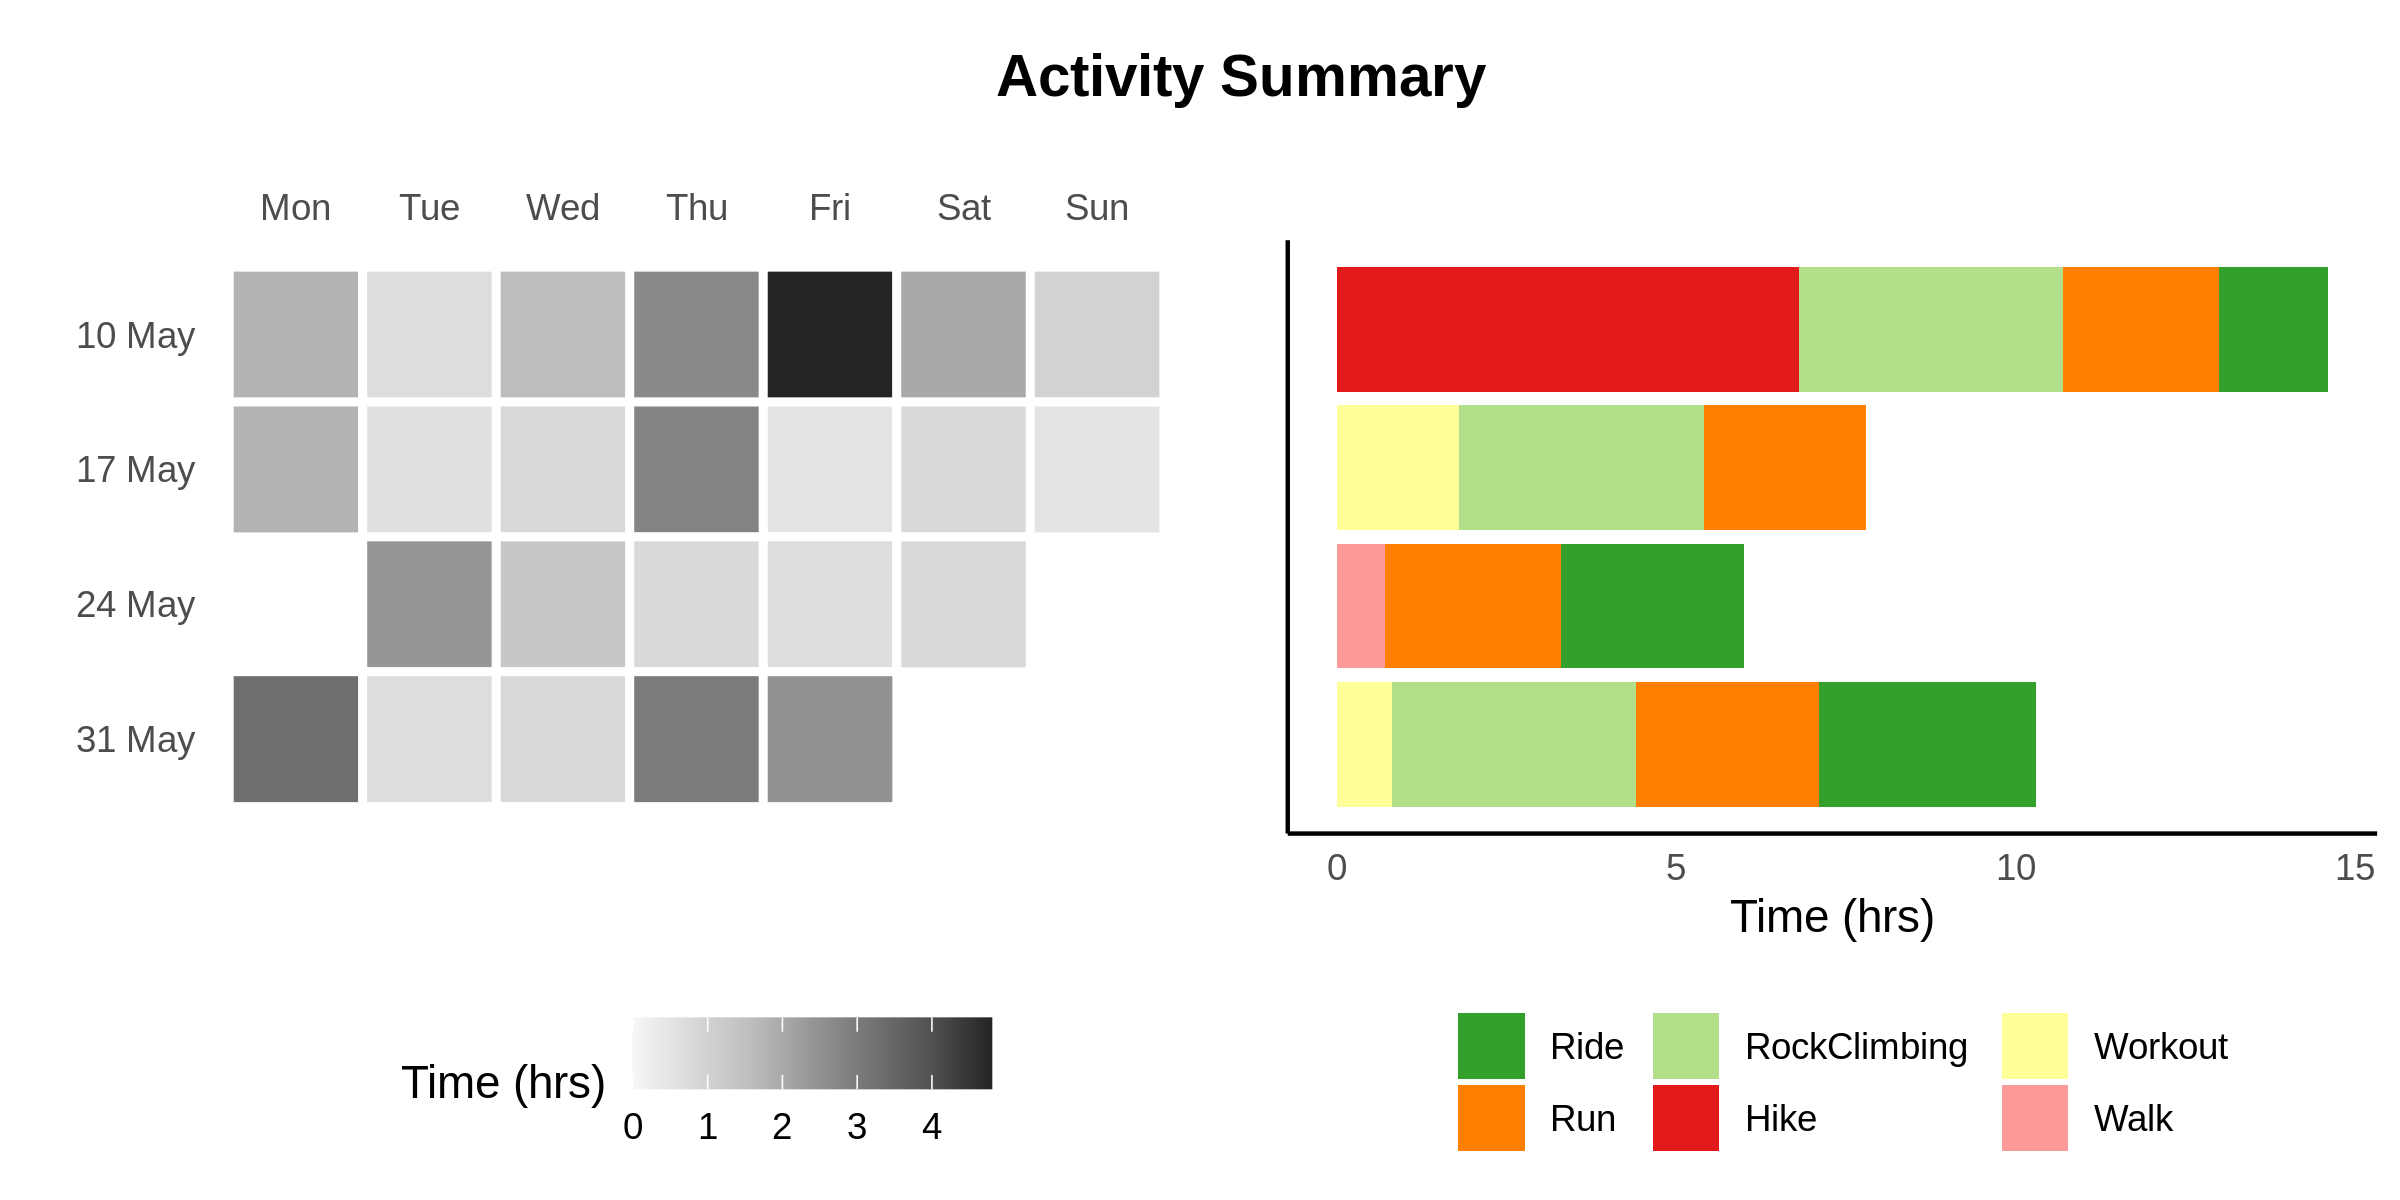 Activity Summary
Mon Tue Wed Thu Fri Sat Sun
10 May
17 May
24 May
31 May
0 5 10 15
Time (hrs)
Time (hrs)
0 1 2 3 4
Ride RockClimbing Workout
Run Hike Walk